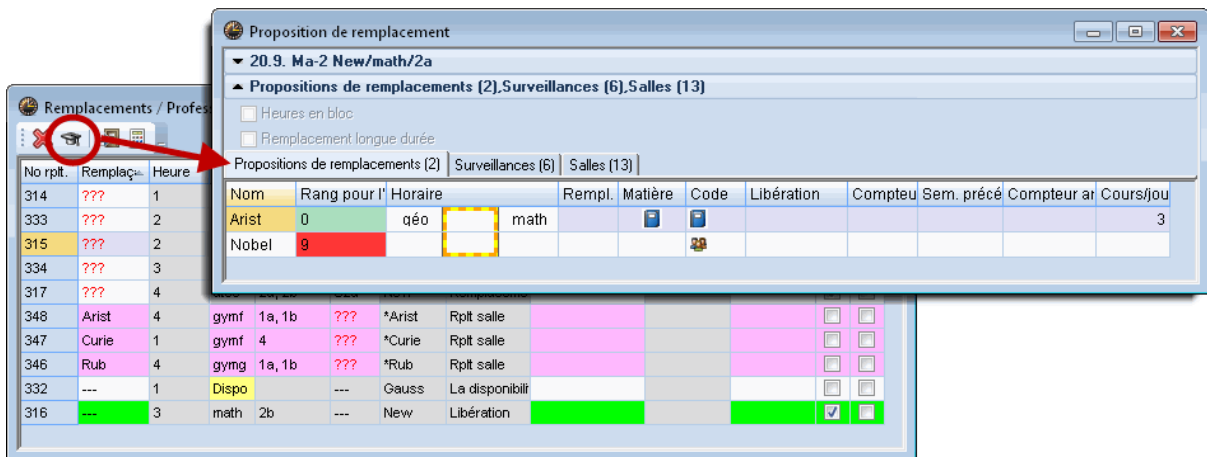 Proposition de remplacement
20.9. Ma-2 New/math/2a
Propositions de remplacements (2),Surveillances (6),Salles (13)
Heures en bloc
Remplacement longue durée
Propositions de remplacements (2) Surveillances (6) Salles (13)
Nom Rang pour l' Horaire Rempl. Matière Code Libération Compteu Sem. précé Compteur ar Cours/jou
Arist 0 géo math 3
Nobel 9
Remplacements / Profes
No rplt. Remplaç Heure
314 ??? 1
333 ??? 2
315 ??? 2
334 ??? 3
317 ??? 4
348 Arist 4 gymf 1a, 1b ??? *Arist Rplt salle
347 Curie 1 gymf 4 ??? *Curie Rplt salle
346 Rub 4 gymg 1a, 1b ??? *Rub Rplt salle
332 --- 1 Dispo --- Gauss La disponibili
316 --- 3 math 2b --- New Libération